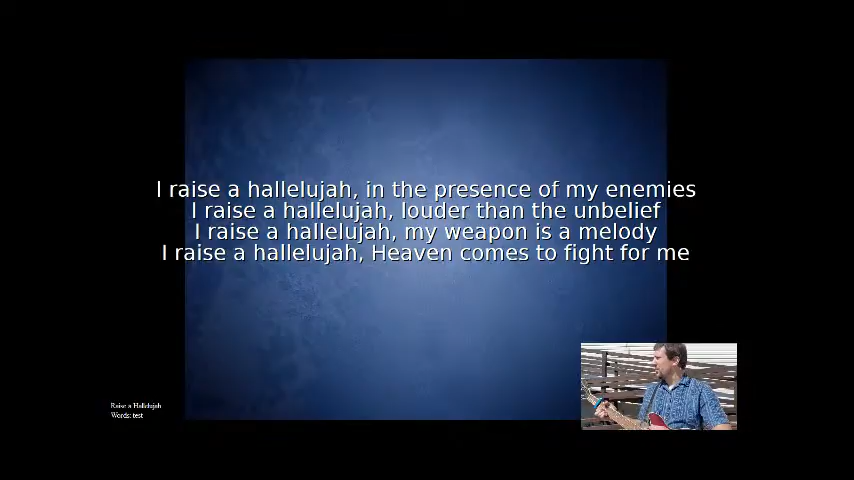 I raise a hallelujah, in the presence of my enemies
I raise a hallelujah, louder than the unbelief
I raise a hallelujah, my weapon is a melody
I raise a hallelujah, Heaven comes to fight for me
Raise a Hallelujah
Words: test